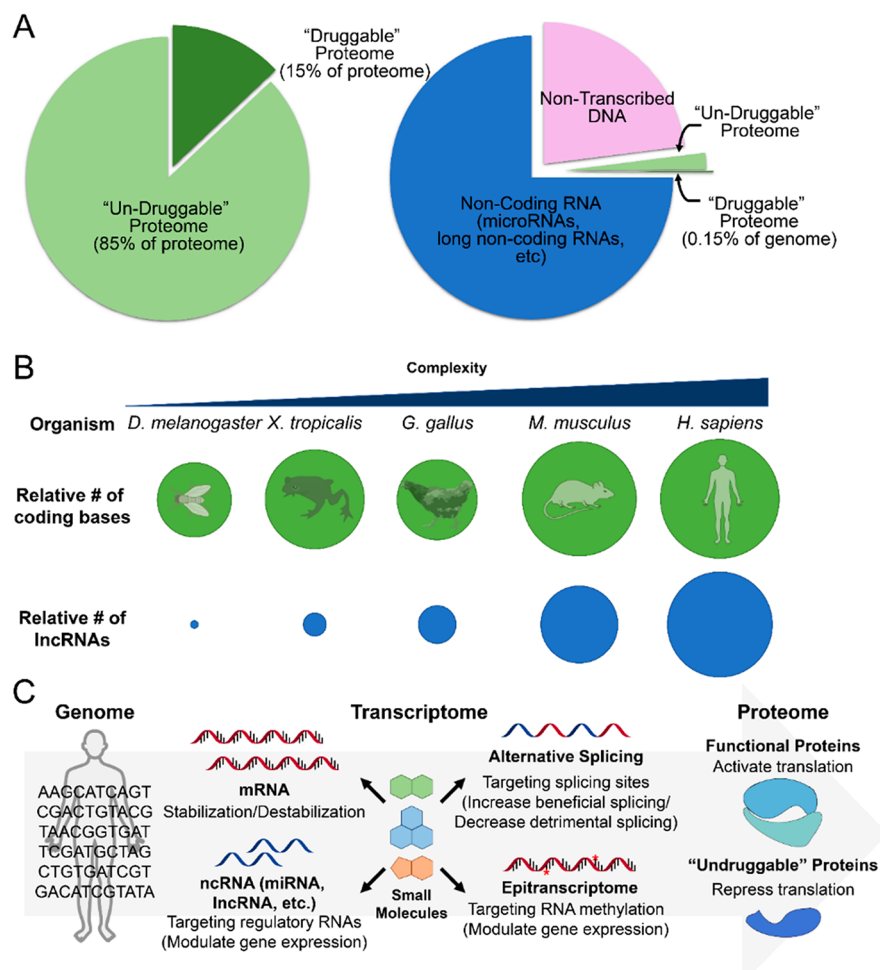 A
"Druggable"
Proteome
(15% of proteome)
"Un-Druggable"
Proteome
(85% of proteome)
Non-Transcribed
DNA
"Un-Druggable"
Proteome
Non-Coding RNA
(microRNAs,
long non-coding RNAs,
etc)
"Druggable"
Proteome
(0.15% of genome)
B
Complexity
Organism
D. melanogaster
X. tropicalis
G. gallus
M. musculus
H. sapiens
Relative # of
coding bases
Relative # of
lncRNAs
C
Genome
AAGCATCAGT
CGACTGTACG
TAACGGTGAT
TCGATGCTAG
CTGTGATCGT
GACATCGTATA
Transcriptome
mRNA
Stabilization/Destabilization
Alternative Splicing
Targeting splicing sites
(Increase beneficial splicing/
Decrease detrimental splicing)
ncRNA (miRNA,
lncRNA, etc.)
Targeting regulatory RNAs
(Modulate gene expression)
Small
Molecules
Epitranscriptome
Targeting RNA methylation
(Modulate gene expression)
Proteome
Functional Proteins
Activate translation
"Undruggable" Proteins
Repress translation